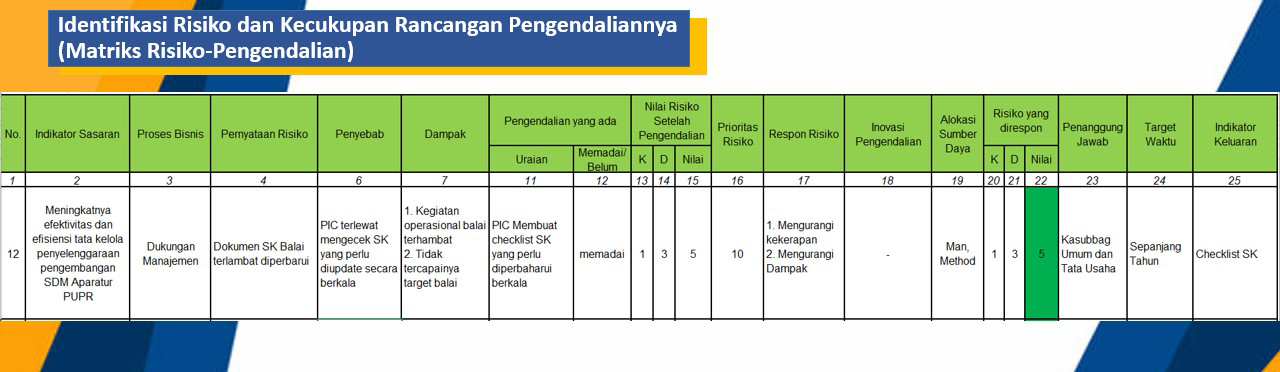 Identifikasi Risiko dan Kecukupan Rancangan Pengendaliannya
(Matriks Risiko-Pengendalian)
No.
Indikator Sasaran
Proses Bisnis
Pernyataan Risiko
Penyebab
Dampak
Pengendalian yang ada
Uraian
Memadai/
Belum
Nilai Risiko
Setelah
Pengendalian
K
D
Nilai
Prioritas
Risiko
Respon Risiko
Inovasi
Pengendalian
Alokasi
Sumber
Daya
Risiko yang
direspon
K
D
Nilai
Penanggung
Jawab
Target
Waktu
Indikator
Keluaran
1
2
3
4
6
7
11
12
13
14
15
16
17
18
19
20
21
22
23
24
25
12
Meningkatnya
efektivitas dan
efisiensi tata kelola
penyelenggaraan
pengembangan
SDM Aparatur
PUPR
Dukungan
Manajemen
Dokumen SK Balai
terlambat diperbarui
PIC terlewat
mengecek SK
yang perlu
diupdate secara
berkala
1. Kegiatan
operasional balai
terhambat
2. Tidak
tercapainya
target balai
PIC Membuat
checklist SK
yang perlu
diperbaharui
berkala
memadai
1
3
5
10
1. Mengurangi
kekerapan
2. Mengurangi
Dampak
-
Man,
Method
1
3
5
Kasubbag
Umum dan
Tata Usaha
Sepanjang
Tahun
Checklist SK